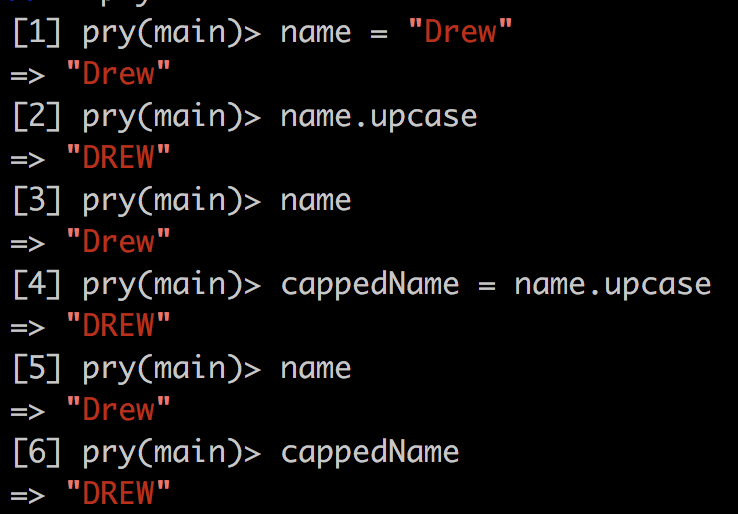 [1] pry(main)> name = "Drew"
=> "Drew"
[2] pry(main)> name.upcase
=> "DREW"
[3] pry(main)> name
=> "Drew"
[4] pry(main)> cappedName = name.upcase
=> "DREW"
[5] pry(main)> name
=> "Drew"
[6] pry(main)> cappedName
=> "DREW"